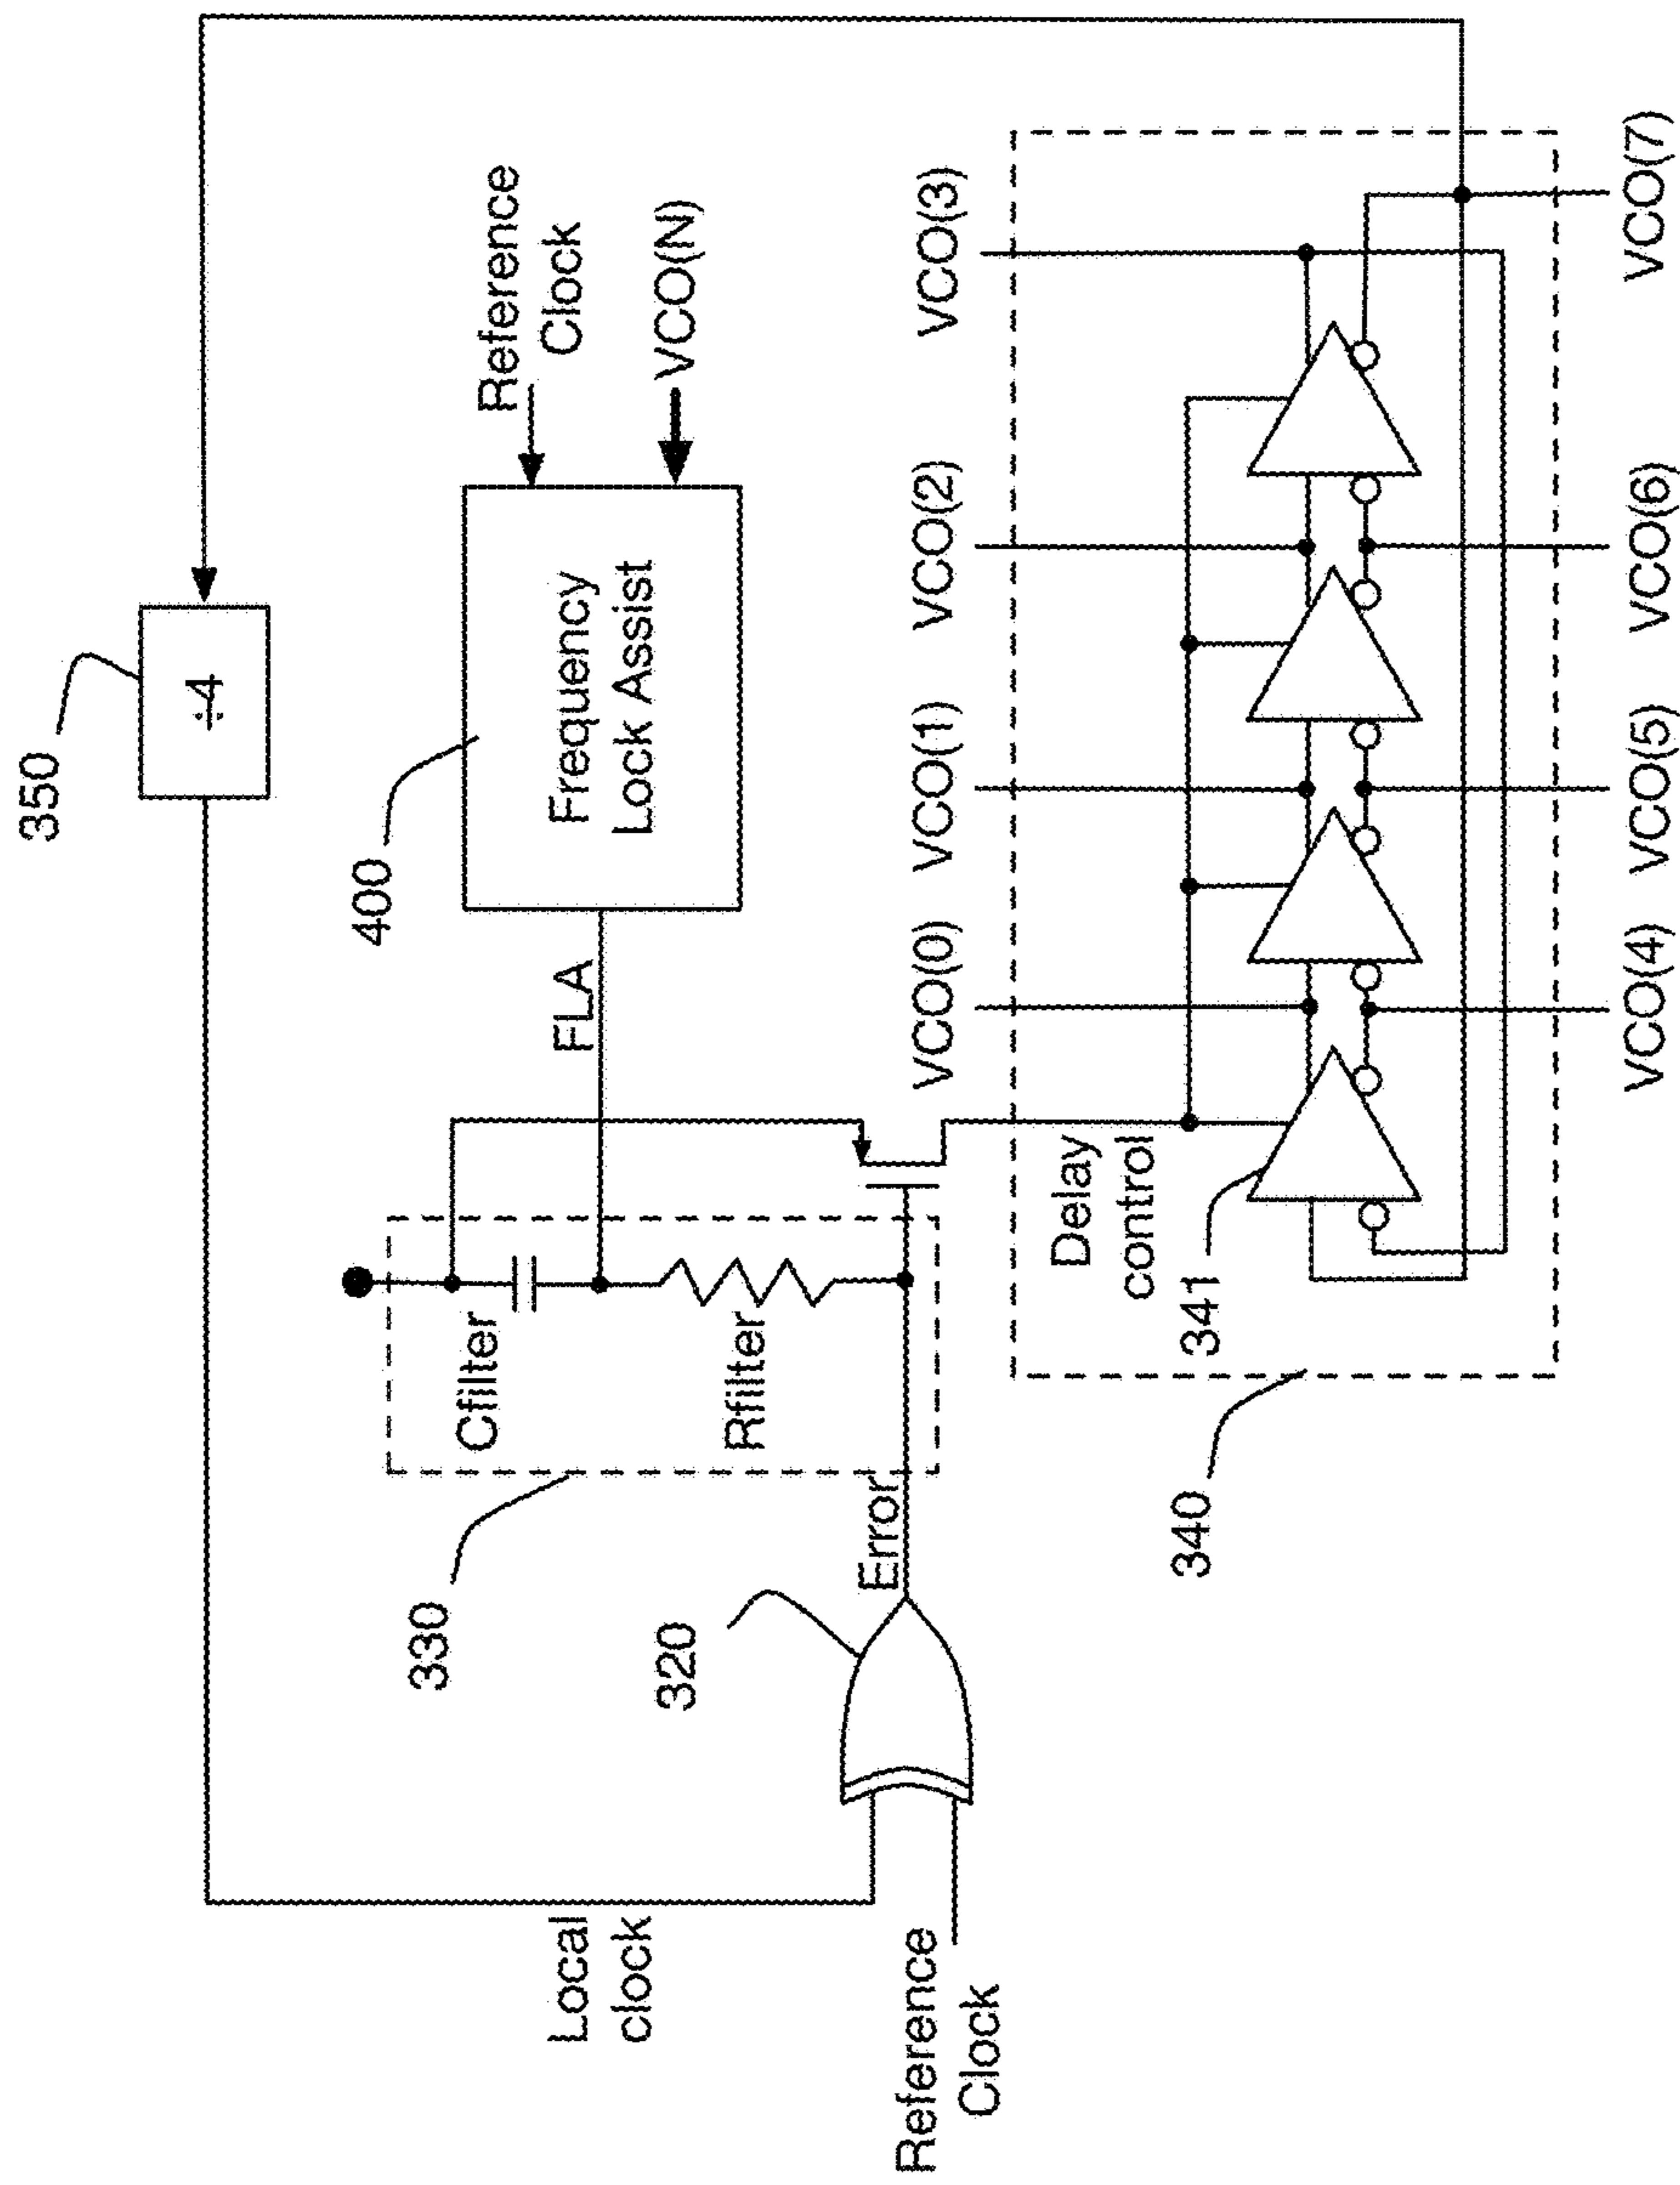 350
÷4
400
Frequency
Lock Assist
Reference
Clock
VCO(N)
FLA
330
Cfilter
Rfilter
Local
clock
Reference
Clock
320
Error
VCO(0)
VCO(1)
VCO(2)
VCO(3)
Delay
control
341
340
VCO(4)
VCO(5)
VCO(6)
VCO(7)